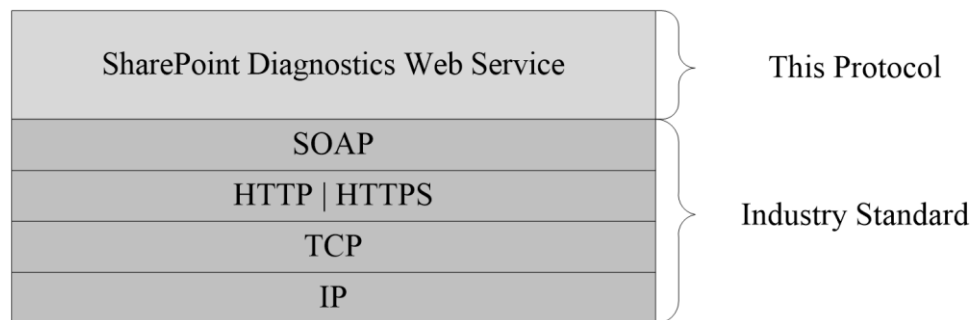 SharePoint Diagnostics Web Service
This Protocol
SOAP
HTTP | HTTPS
TCP
Industry Standard
IP